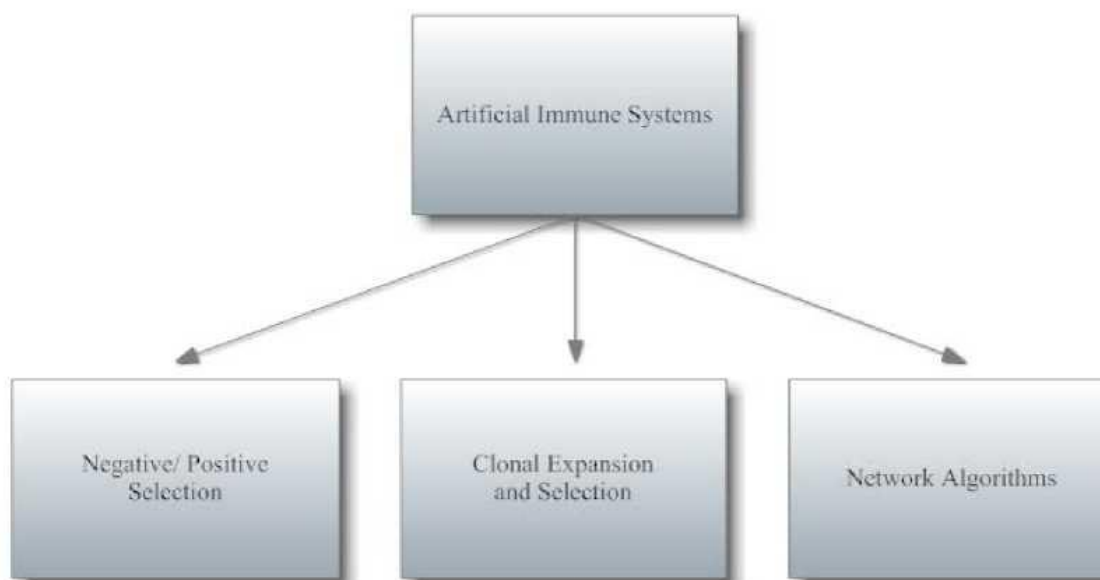 Artificial Immune Systems
Negative/ Positive
Selection
Clonal Expansion
and Selection
Network Algorithms